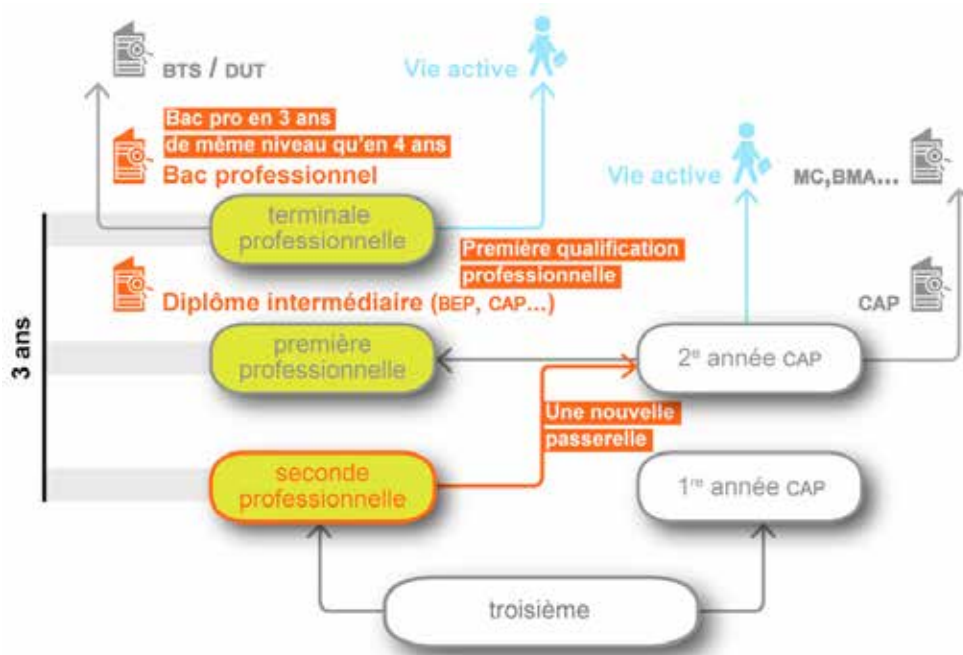 BTS / DUT
Vie active
Bac pro en 3 ans
de même niveau qu'en 4 ans
Bac professionnel
Vie active
MC,BMA...
terminale
professionnelle
Première qualification
professionnelle
Diplôme intermédiaire (BEP, CAP...)
CAP
3 ans
première
professionnelle
2e année CAP
Une nouvelle
passerelle
seconde
professionnelle
1re année CAP
troisième